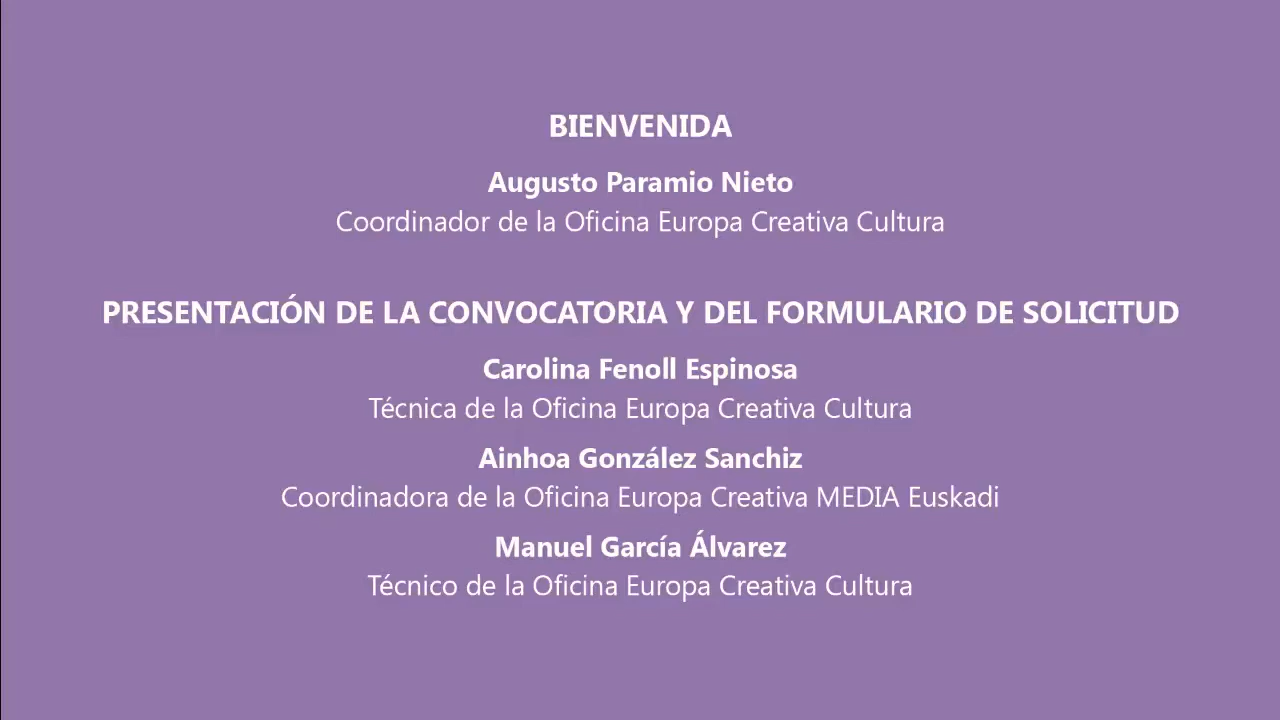 BIENVENIDA
Augusto Paramio Nieto
Coordinador de la Oficina Europa Creativa Cultura
PRESENTACIÓN DE LA CONVOCATORIA Y DEL FORMULARIO DE SOLICITUD
Carolina Fenoll Espinosa
Técnica de la Oficina Europa Creativa Cultura
Ainhoa González Sanchiz
Coordinadora de la Oficina Europa Creativa MEDIA Euskadi
Manuel García Álvarez
Técnico de la Oficina Europa Creativa Cultura